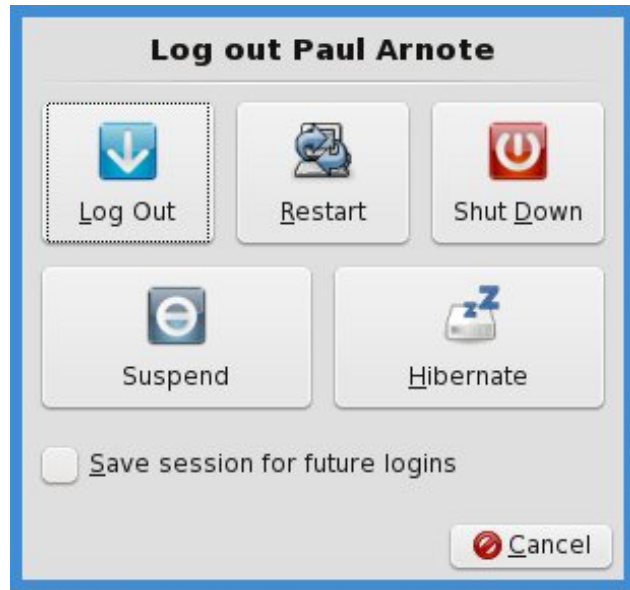 Log out Paul Arnote
Log Out Restart Shut Down
Suspend Hibernate
Save session for future logins
Cancel